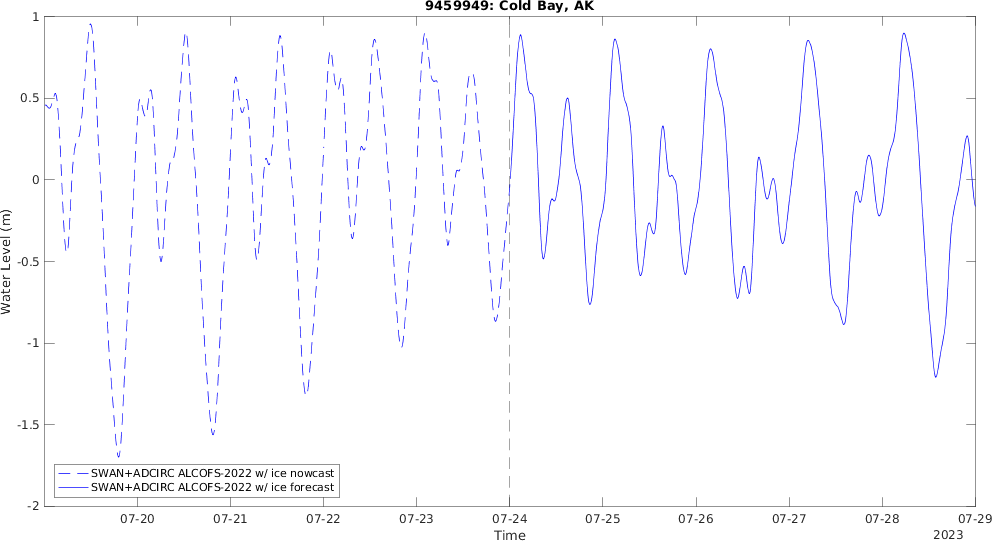 9459949: Cold Bay, AK
1
0.5
0
-0.5
-1
-1.5
-2
Water Level (m)
SWAN+ADCIRC ALCOFS-2022 w/ ice nowcast
SWAN+ADCIRC ALCOFS-2022 w/ ice forecast
07-20 07-21 07-22 07-23 07-24 07-25 07-26 07-27 07-28 07-29
Time
2023